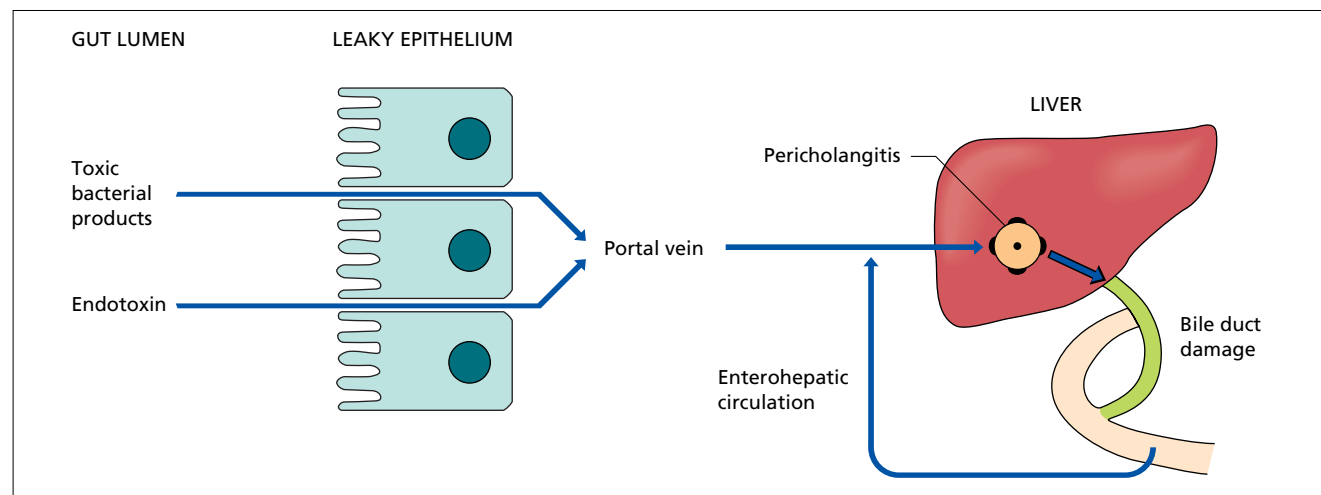 GUT LUMEN
LEAKY EPITHELIUM
LIVER
Toxic
bacterial
products
Endotoxin
Portal vein
Pericholangitis
Enterohepatic
circulation
Bile duct
damage